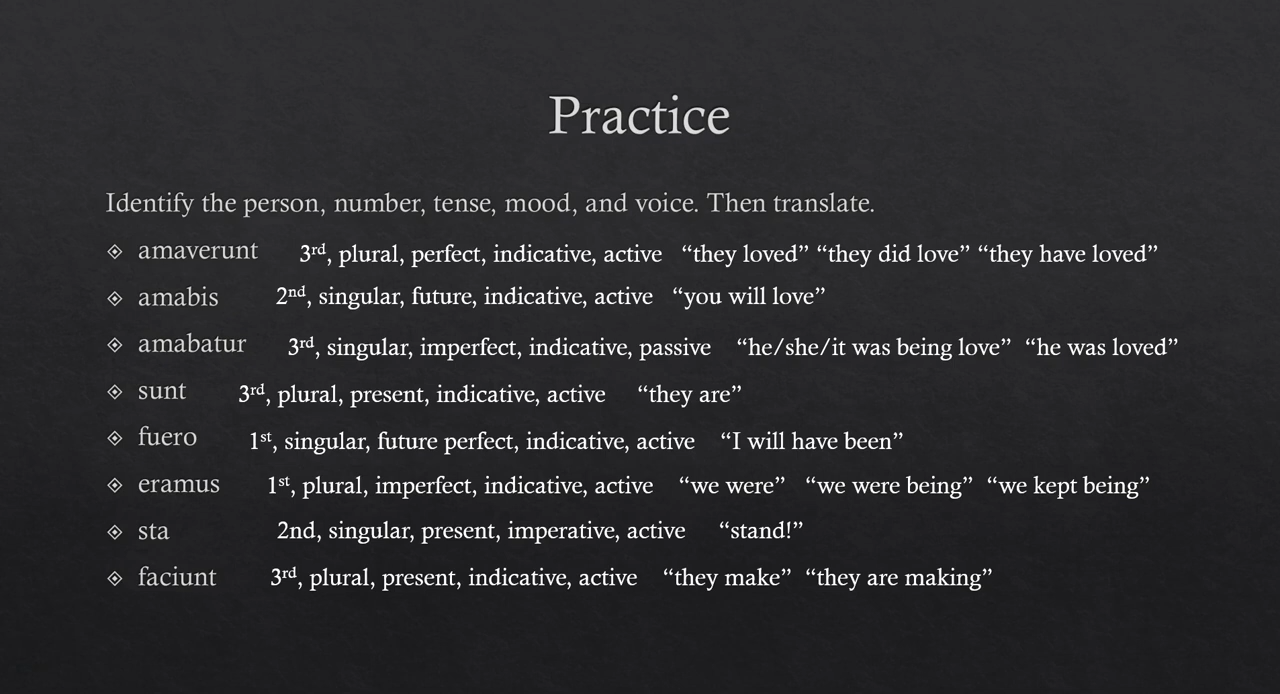 Practice
Identify the person, number, tense, mood, and voice. Then translate.
amaverunt 3rd, plural, perfect, indicative, active “they loved” “they did love” “they have loved”
amabis 2nd, singular, future, indicative, active “you will love”
amabatur 3rd, singular, imperfect, indicative, passive “he/she/it was being love” “he was loved”
sunt 3rd, plural, present, indicative, active “they are”
fuero 1st, singular, future perfect, indicative, active “I will have been”
eramus 1st, plural, imperfect, indicative, active “we were” “we were being” “we kept being”
sta 2nd, singular, present, imperative, active “stand!”
faciunt 3rd, plural, present, indicative, active “they make” “they are making”